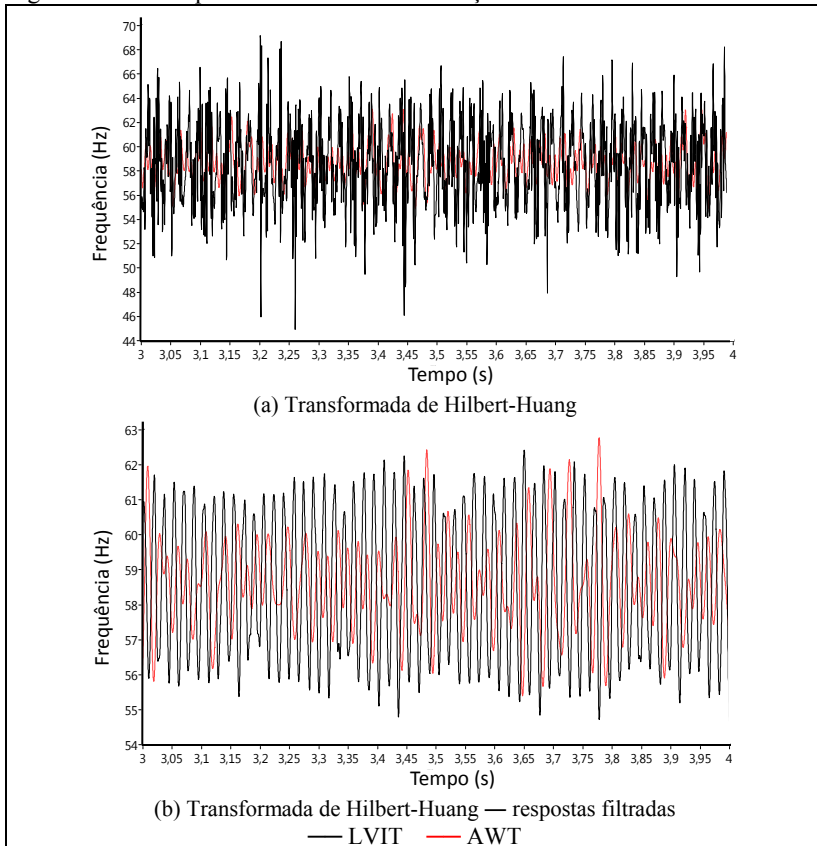 70
68
66
64
62
60
58
56
54
52
50
48
46
44
Frequência (Hz)
3 3,05 3,1 3,15 3,2 3,25 3,3 3,35 3,4 3,45 3,5 3,55 3,6 3,65 3,7 3,75 3,8 3,85 3,9 3,95 4
Tempo (s)
(a) Transformada de Hilbert-Huang
63
62
61
60
59
58
57
56
55
54
Frequência (Hz)
3 3,05 3,1 3,15 3,2 3,25 3,3 3,35 3,4 3,45 3,5 3,55 3,6 3,65 3,7 3,75 3,8 3,85 3,9 3,95 4
Tempo (s)
(b) Transformada de Hilbert-Huang — respostas filtradas
LVIT AWT